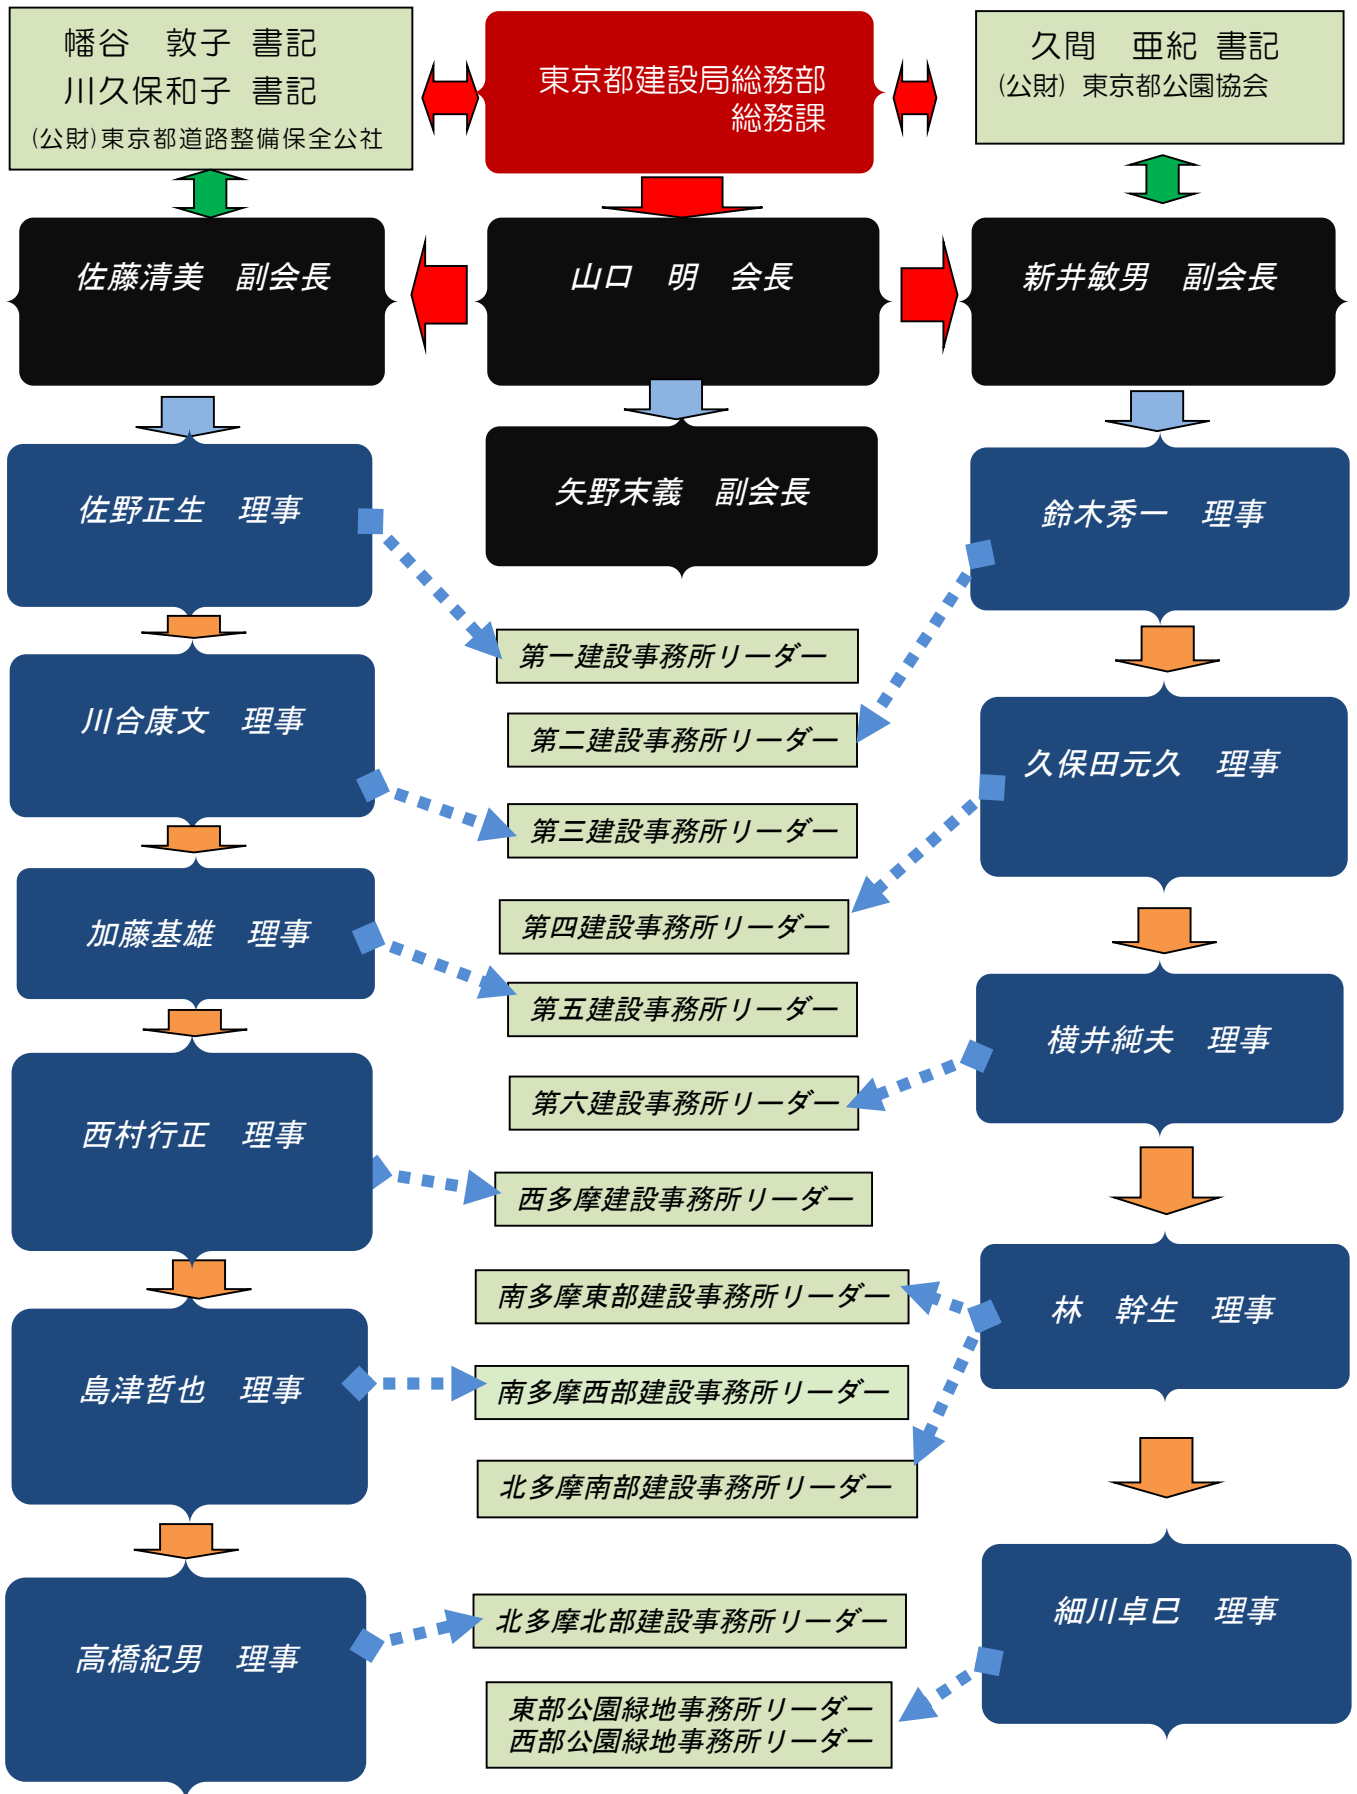 幡谷　敦子 書記
川久保和子 書記
(公財)東京都道路整備保全公社
東京都建設局総務部
総務課
久間　亜紀 書記
(公財) 東京都公園協会
佐藤清美　副会長
山口　明　会長
新井敏男　副会長
矢野末義　副会長
佐野正生　理事
鈴木秀一　理事
第一建設事務所リーダー
川合康文　理事
第二建設事務所リーダー
久保田元久　理事
第三建設事務所リーダー
加藤基雄　理事
第四建設事務所リーダー
第五建設事務所リーダー
横井純夫　理事
第六建設事務所リーダー
西村行正　理事
西多摩建設事務所リーダー
南多摩東部建設事務所リーダー
林　幹生　理事
島津哲也　理事
南多摩西部建設事務所リーダー
北多摩南部建設事務所リーダー
北多摩北部建設事務所リーダー
細川卓巳　理事
高橋紀男　理事
東部公園緑地事務所リーダー
西部公園緑地事務所リーダー